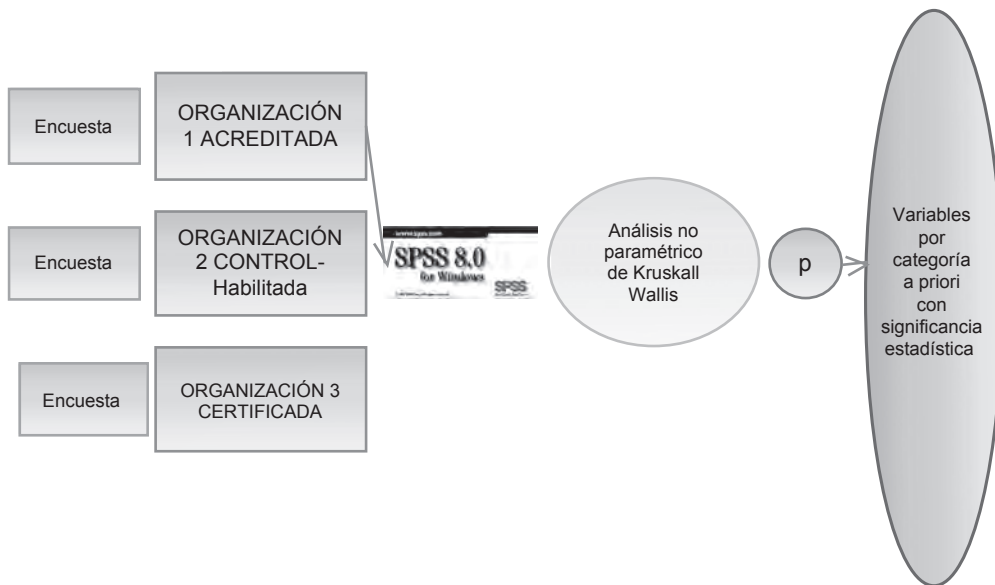 Encuesta
ORGANIZACIÓN
1 ACREDITADA
Encuesta
ORGANIZACIÓN
2 CONTROL-
Habilitada
Encuesta
ORGANIZACIÓN 3
CERTIFICADA
www.spss.com
SPSS 8.0
for Windows
SPSS
Análisis no
paramétrico
de Kruskall
Wallis
p
Variables
por
categoría
a priori
con
significancia
estadística